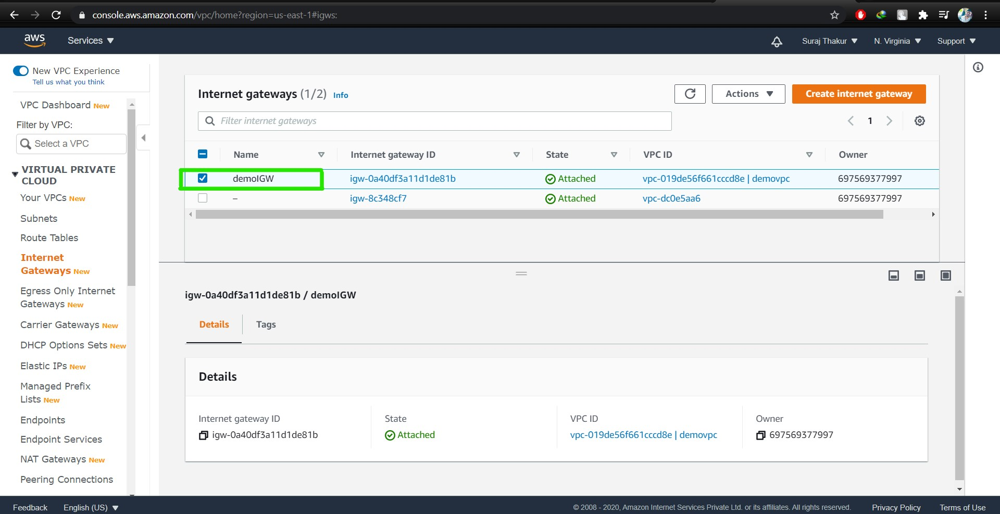 console.aws.amazon.com/vpc/home?region=us-east-1#igws:
aws Services Suraj Thakur N. Virginia Support
New VPC Experience
Tell us what you think
VPC Dashboard New
Filter by VPC:
Select a VPC
VIRTUAL PRIVATE
CLOUD
Your VPCs New
Subnets
Route Tables
Internet
Gateways New
Egress Only Internet
Gateways New
Carrier Gateways New
DHCP Options Sets New
Elastic IPs New
Managed Prefix
Lists New
Endpoints
Endpoint Services
NAT Gateways New
Peering Connections
Internet gateways (1/2) Info Actions Create internet gateway
Filter internet gateways 1
Name Internet gateway ID State VPC ID Owner
demoIGW igw-0a40df3a11d1de81b Attached vpc-019de56f661cccd8e | demovpc 697569377997
– igw-8c348cf7 Attached vpc-dc0e5aa6 697569377997
igw-0a40df3a11d1de81b / demoIGW
Details Tags
Details
Internet gateway ID State VPC ID Owner
igw-0a40df3a11d1de81b Attached vpc-019de56f661cccd8e | demovpc 697569377997
Feedback English (US) © 2008 - 2020, Amazon Internet Services Private Ltd. or its affiliates. All rights reserved. Privacy Policy Terms of Use